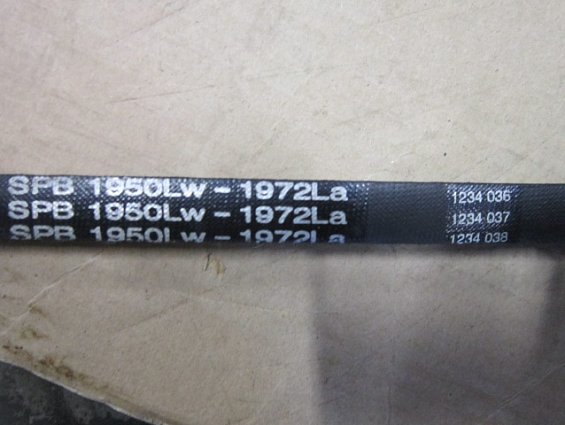 SPB 1950Lw - 1972La 1234 036
SPB 1950Lw - 1972La 1234 037
SPB 1950Lw - 1972La 1234 038